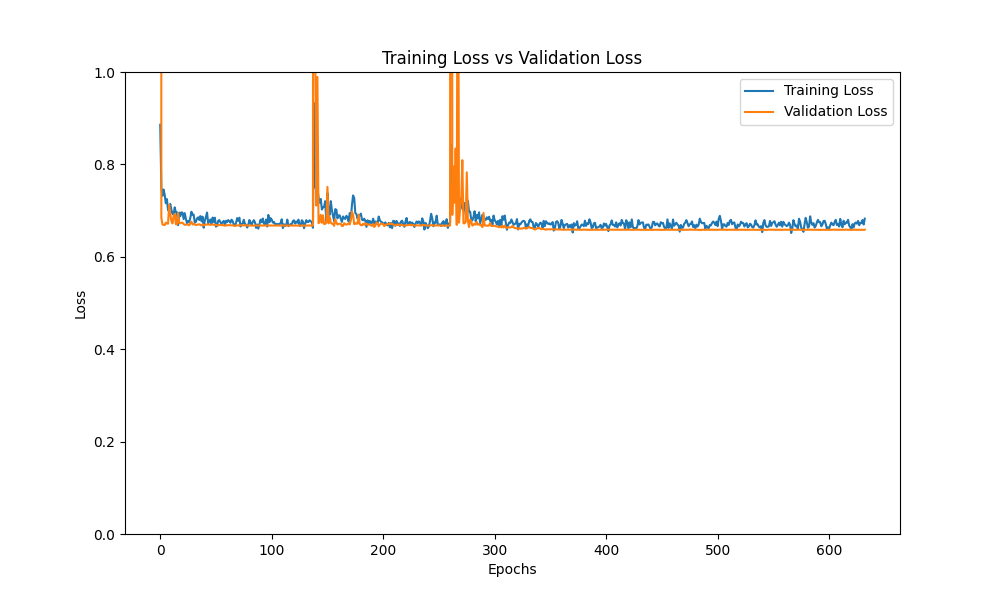 Training Loss vs Validation Loss
Training Loss
Validation Loss
1.0
0.8
0.6
0.4
0.2
0.0
Loss
0 100 200 300 400 500 600
Epochs